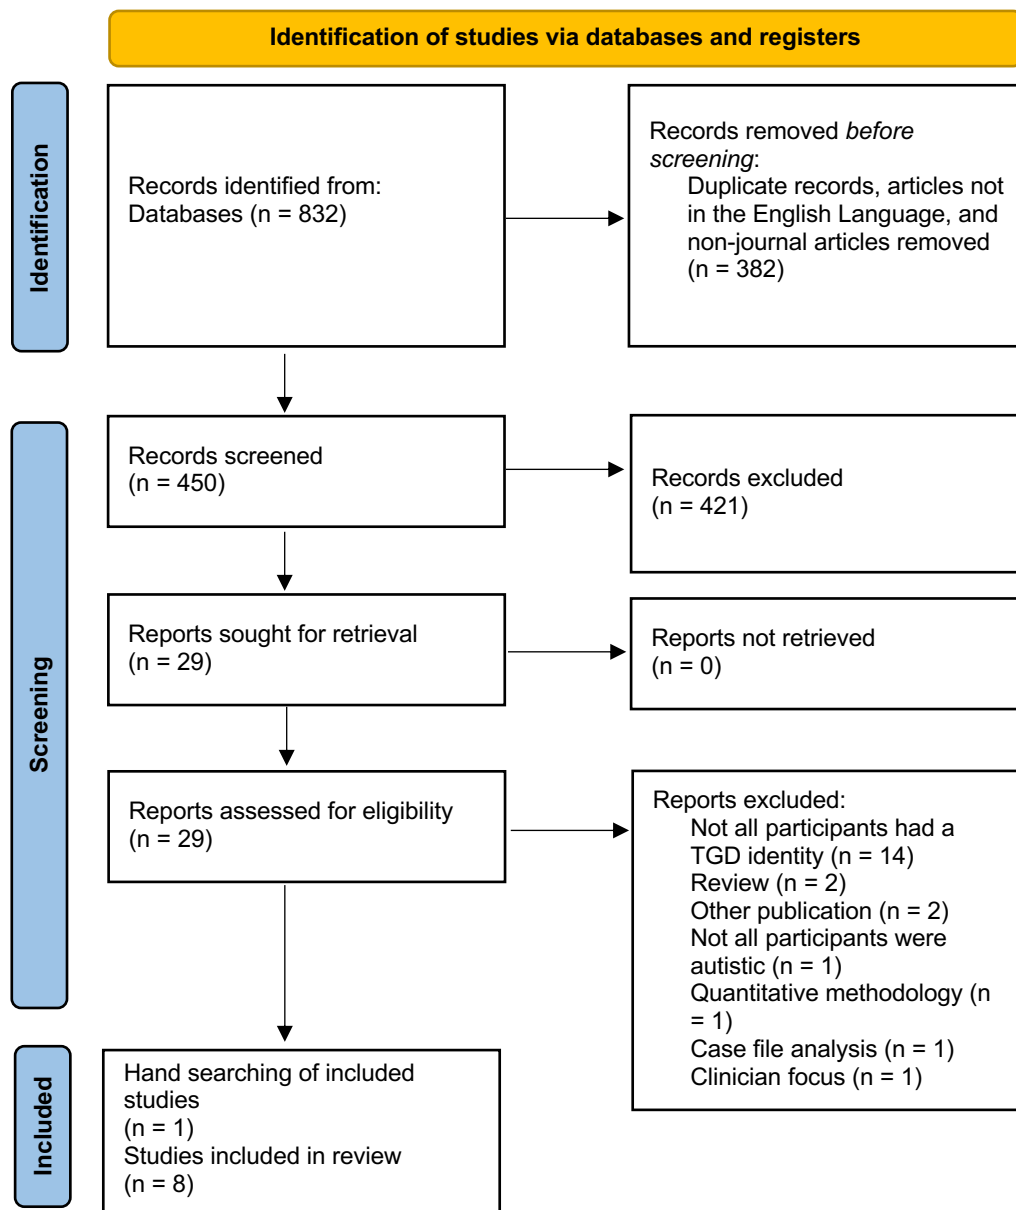 Identification of studies via databases and registers
Identification
Records identified from:
Databases (n = 832)
Records removed before
screening:
Duplicate records, articles not
in the English Language, and
non-journal articles removed
(n = 382)
Screening
Records screened
(n = 450)
Records excluded
(n = 421)
Reports sought for retrieval
(n = 29)
Reports not retrieved
(n = 0)
Reports assessed for eligibility
(n = 29)
Reports excluded:
Not all participants had a
TGD identity (n = 14)
Review (n = 2)
Other publication (n = 2)
Not all participants were
autistic (n = 1)
Quantitative methodology (n
= 1)
Case file analysis (n = 1)
Clinician focus (n = 1)
Included
Hand searching of included
studies
(n = 1)
Studies included in review
(n = 8)